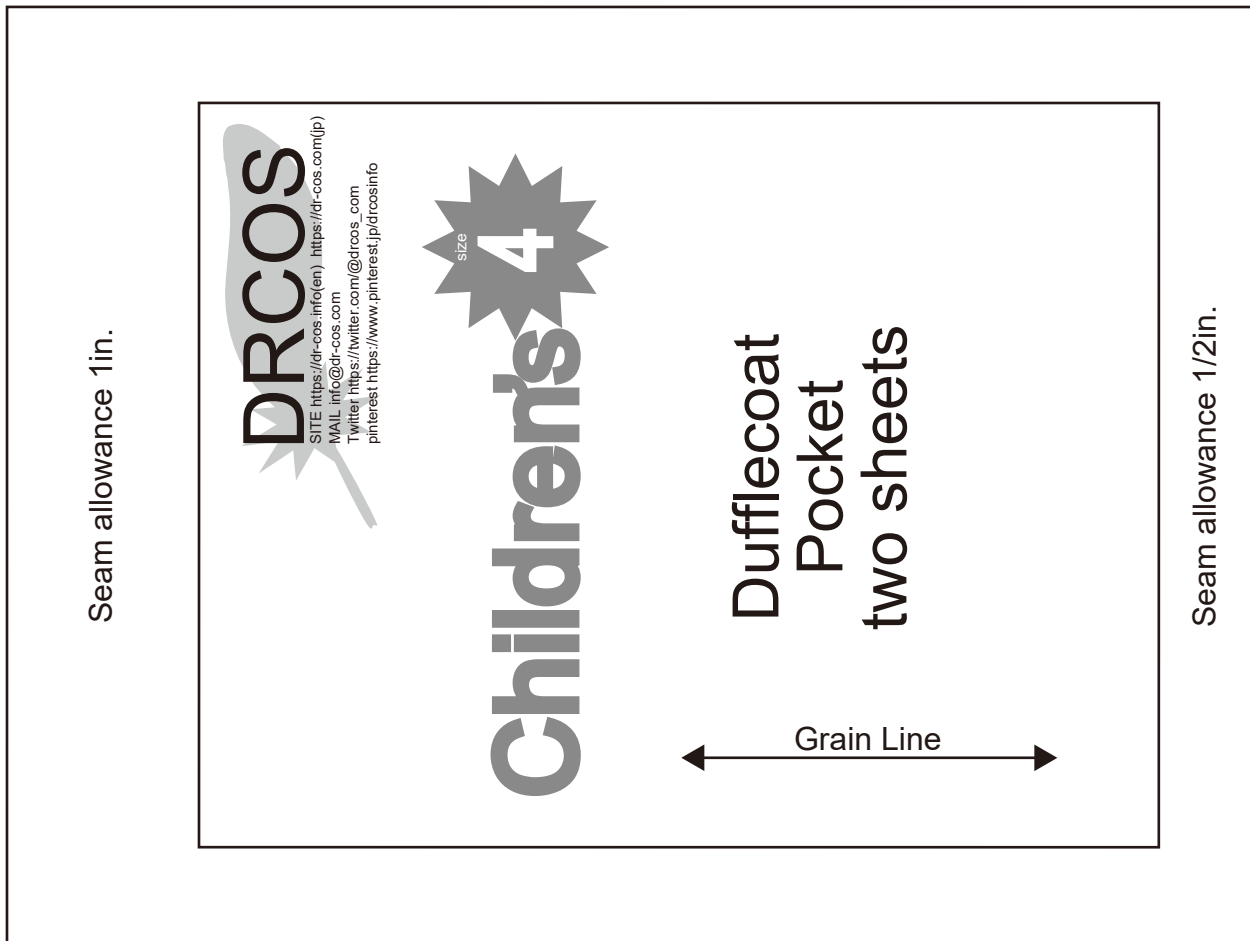 Seam allowance 1in.
DRCOS
SITE https://dr-cos.info(en) https://dr-cos.com(jp)
MAIL info@dr-cos.com
Twitter https://twitter.com/@drcos_com
pinterest https://www.pinterest.jp/drcosinfo
size
4
Children's
Dufflecoat
Pocket
two sheets
Grain Line
Seam allowance 1/2in.